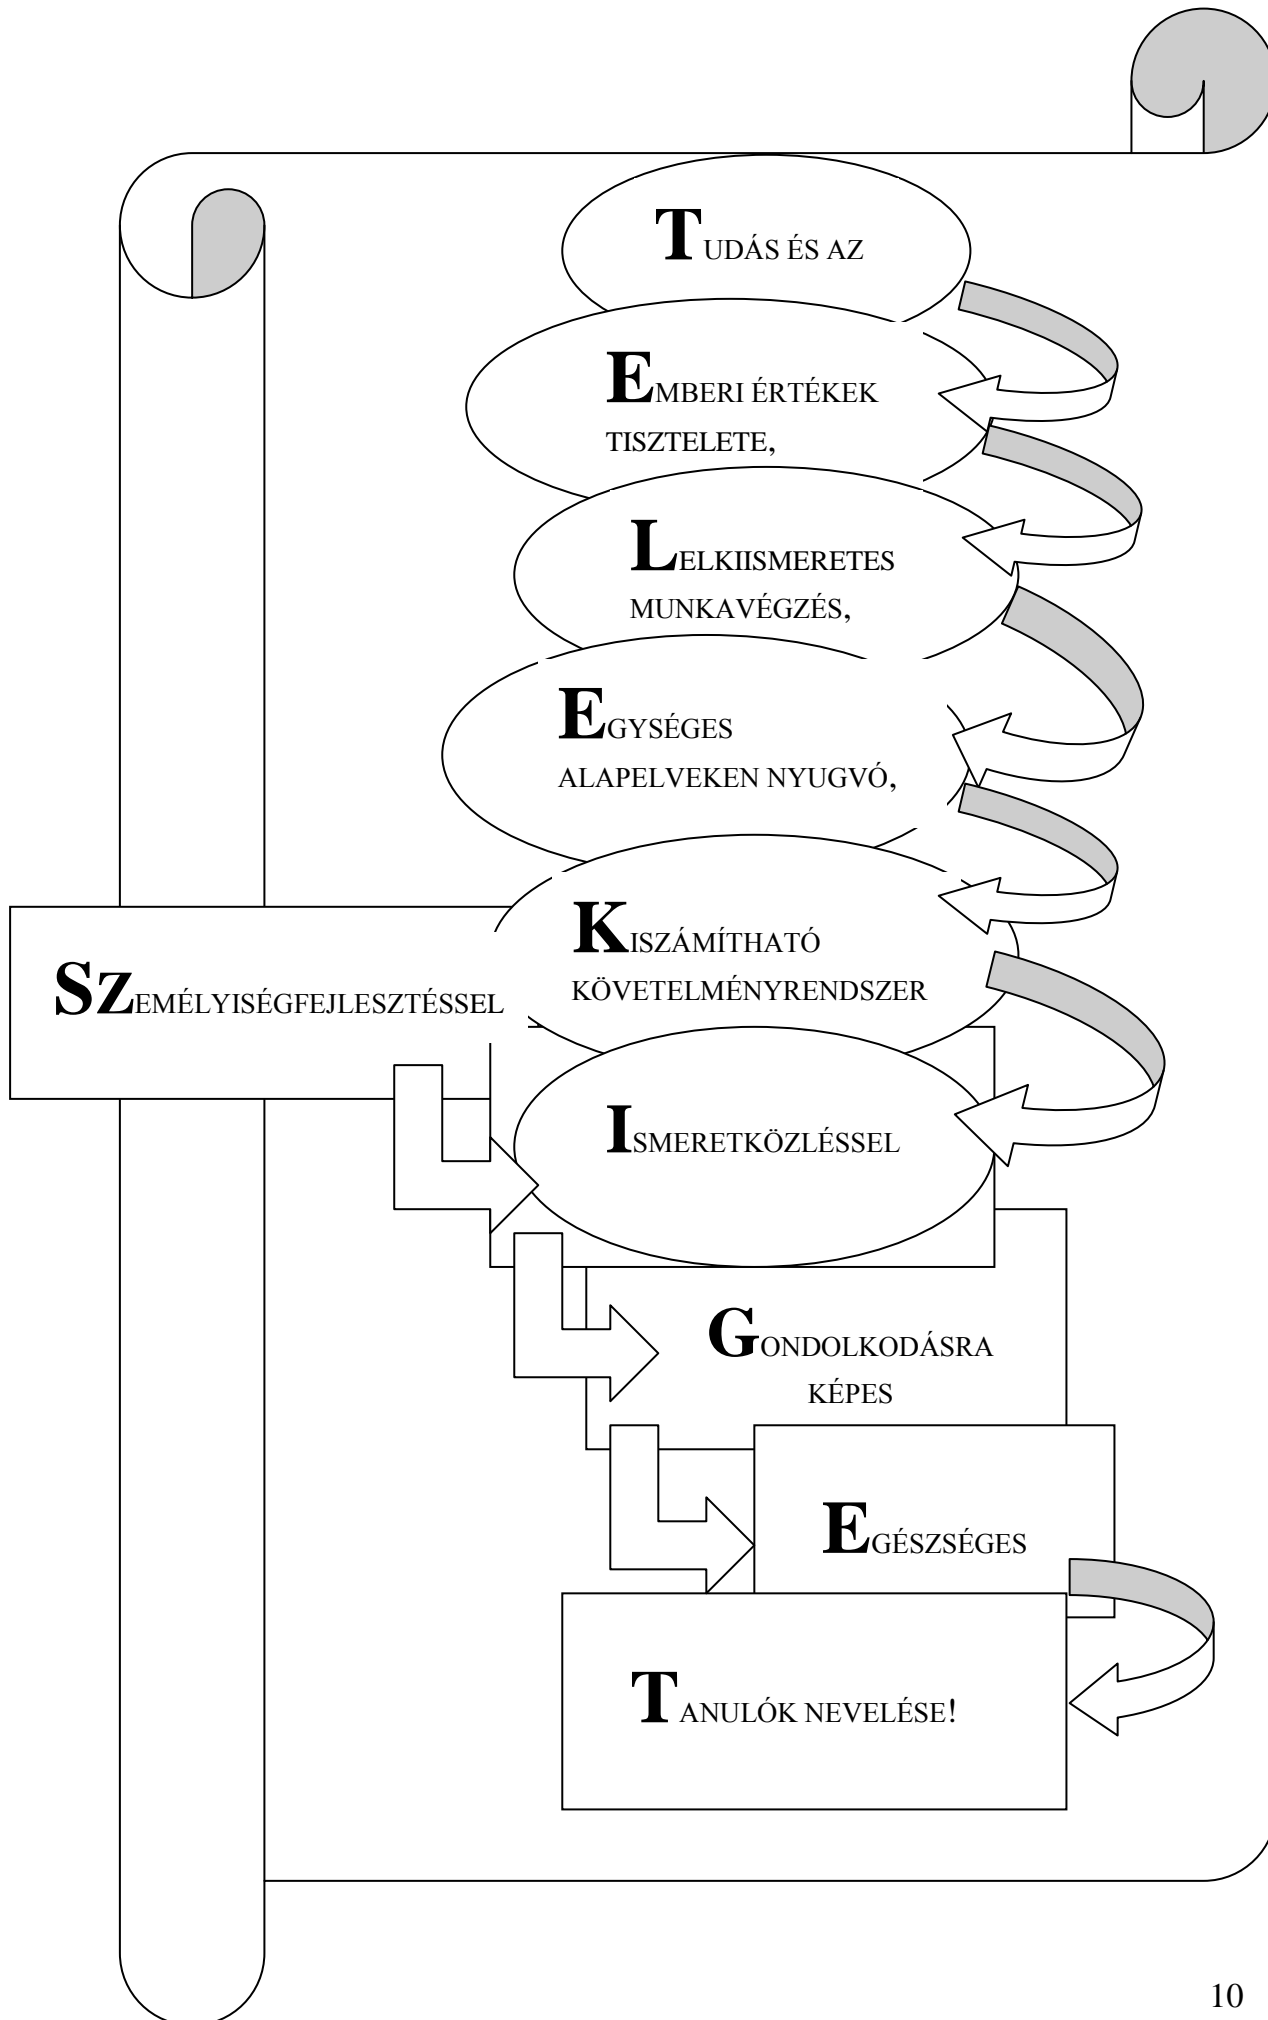 TUDÁS ÉS AZ
EMBERI ÉRTÉKEK
TISZTELETE,
LELKIISMERETES
MUNKAVÉGZÉS,
EGYSÉGES
ALAPELVEKEN NYUGVÓ,
KISZÁMÍTHATÓ
KÖVETELMÉNYRENDSZER
SZEMÉLYISÉGFEJLESZTÉSSEL
ISMERETKÖZLÉSSEL
GONDOLKODÁSRA
KÉPES
EGÉSZSÉGES
TANULÓK NEVELÉSE!
10